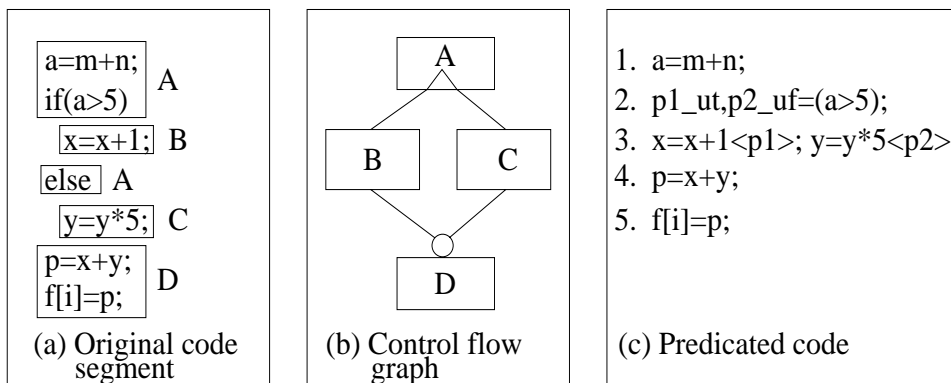 a=m+n;
if(a>5)
A
x=x+1;
B
else
A
y=y*5;
C
p=x+y;
f[i]=p;
D
(a) Original code
segment
A
B
C
D
(b) Control flow
graph
1. a=m+n;
2. p1_ut,p2_uf=(a>5);
3. x=x+1<p1>; y=y*5<p2>
4. p=x+y;
5. f[i]=p;
(c) Predicated code